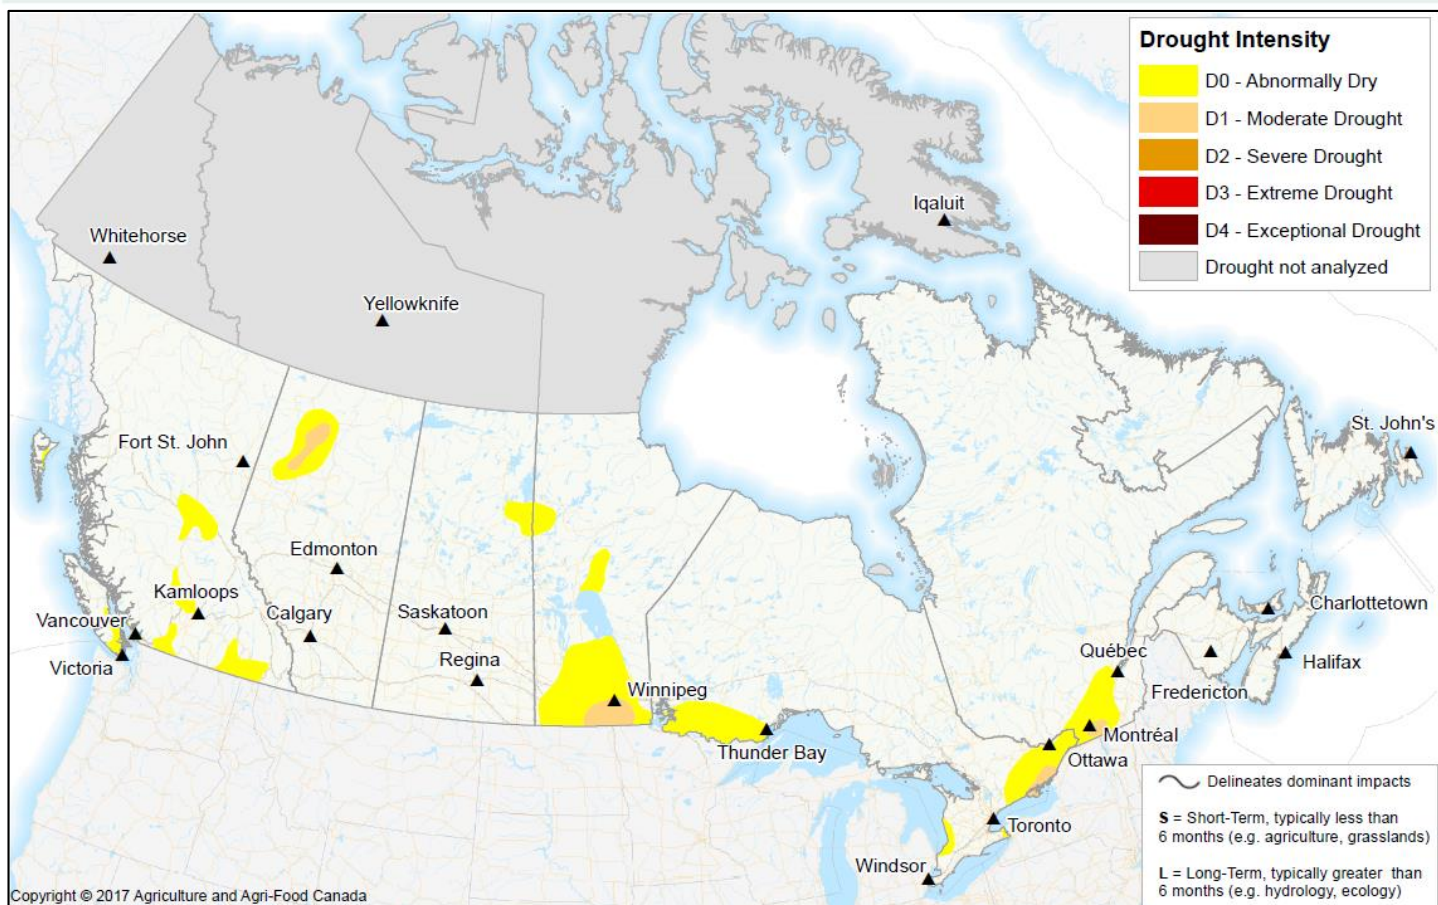 Drought Intensity
D0 - Abnormally Dry
D1 - Moderate Drought
D2 - Severe Drought
D3 - Extreme Drought
D4 - Exceptional Drought
Drought not analyzed
Iqaluit
Whitehorse
Yellowknife
St. John's
Fort St. John
Edmonton
Kamloops
Calgary
Saskatoon
Charlottetown
Vancouver
Québec
Regina
Halifax
Victoria
Winnipeg
Fredericton
Montréal
Thunder Bay
Ottawa
Toronto
Windsor
Delineates dominant impacts
S = Short-Term, typically less than
6 months (e.g. agriculture, grasslands)
L = Long-Term, typically greater than
6 months (e.g. hydrology, ecology)
Copyright © 2017 Agriculture and Agri-Food Canada